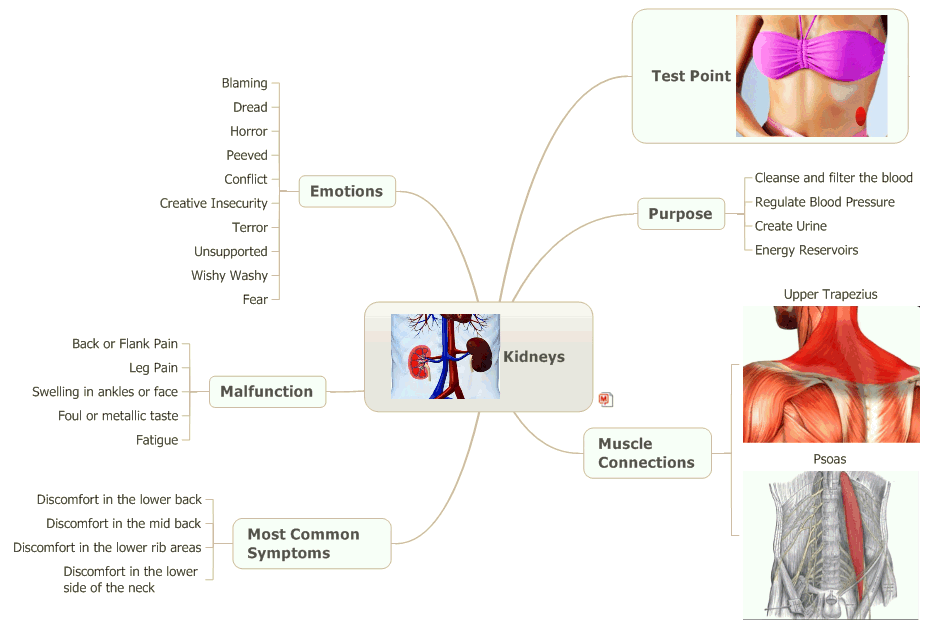 Test Point
Blaming
Dread
Horror
Peeved
Conflict
Creative Insecurity
Terror
Unsupported
Wishy Washy
Fear
Emotions
Purpose
Cleanse and filter the blood
Regulate Blood Pressure
Create Urine
Energy Reservoirs
Kidneys
Back or Flank Pain
Leg Pain
Swelling in ankles or face
Foul or metallic taste
Fatigue
Malfunction
Upper Trapezius
Muscle
Connections
Psoas
Discomfort in the lower back
Discomfort in the mid back
Discomfort in the lower rib areas
Discomfort in the lower
side of the neck
Most Common
Symptoms
M